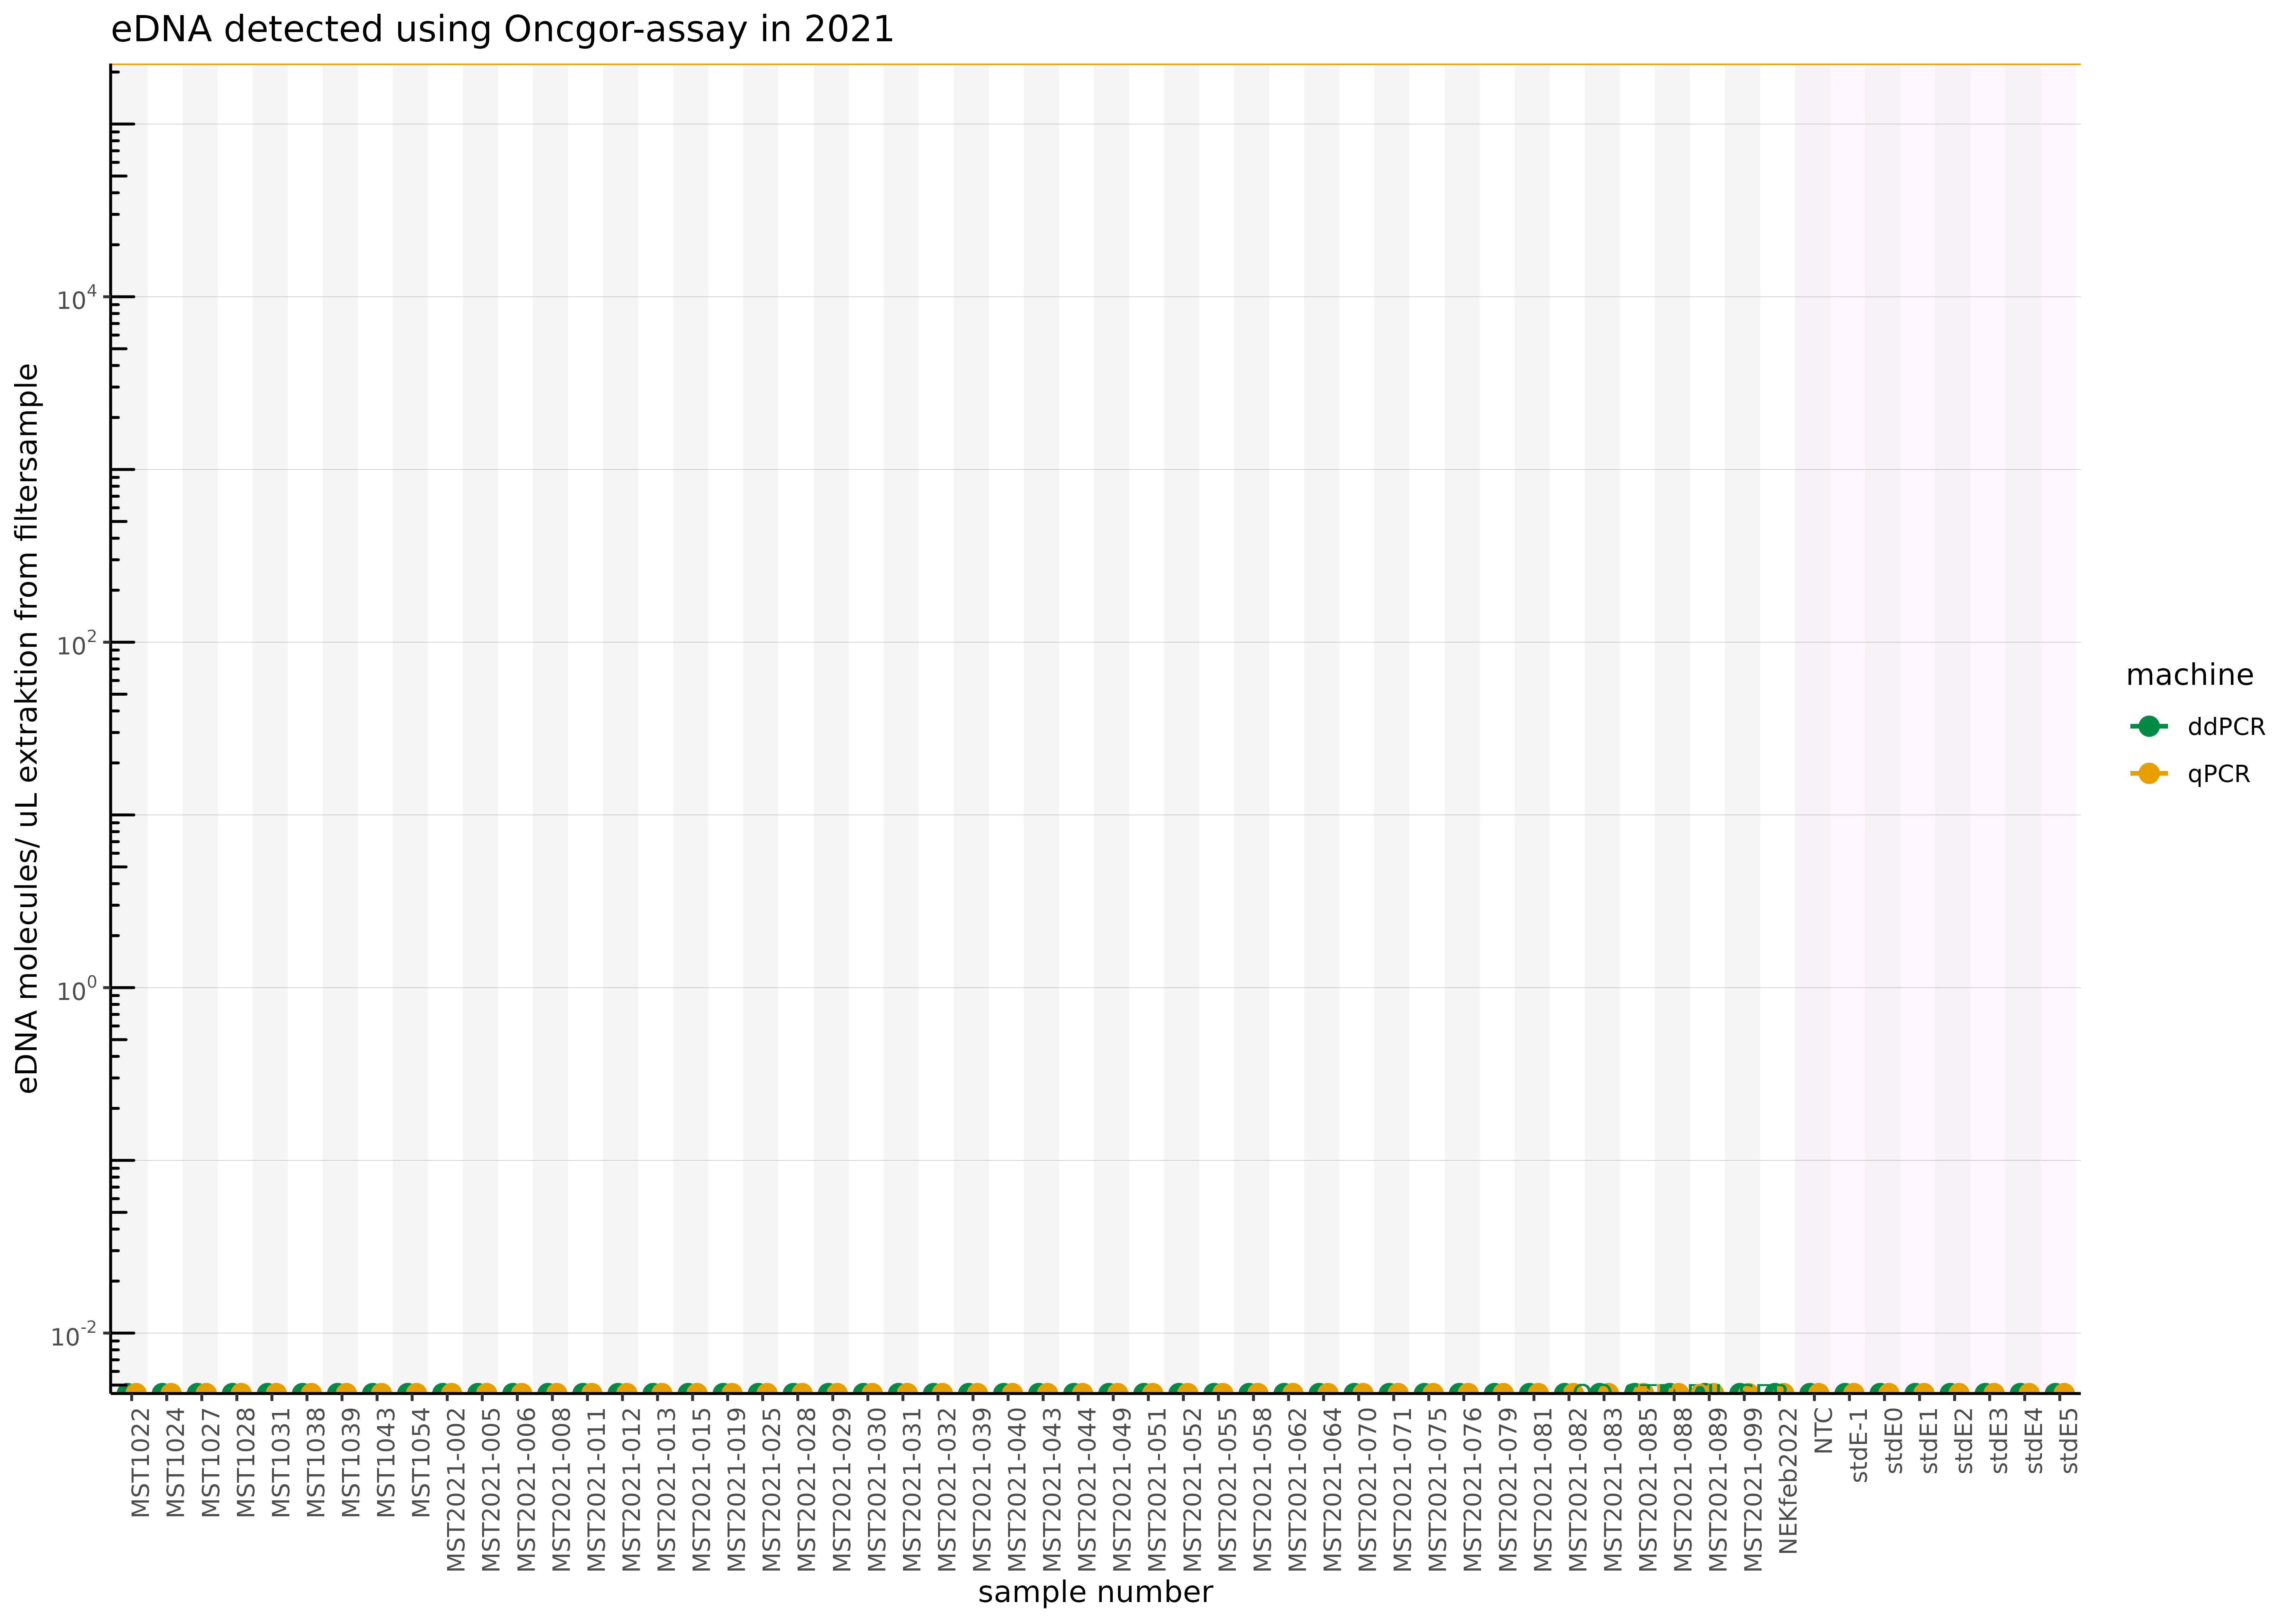 eDNA detected using Oncgor-assay in 2021
eDNA molecules/ uL extraktion from filtersample
10^4
10^2
10^0
10^-2
MST1022
MST1024
MST1027
MST1028
MST1031
MST1038
MST1039
MST1043
MST1054
MST2021-002
MST2021-005
MST2021-006
MST2021-008
MST2021-011
MST2021-012
MST2021-013
MST2021-015
MST2021-019
MST2021-025
MST2021-028
MST2021-029
MST2021-030
MST2021-031
MST2021-032
MST2021-039
MST2021-040
MST2021-043
MST2021-044
MST2021-049
MST2021-051
MST2021-052
MST2021-055
MST2021-058
MST2021-062
MST2021-064
MST2021-070
MST2021-071
MST2021-075
MST2021-076
MST2021-079
MST2021-081
MST2021-082
MST2021-083
MST2021-085
MST2021-088
MST2021-089
MST2021-099
NEKfeb2022
NTC
stdE-1
stdE0
stdE1
stdE2
stdE3
stdE4
stdE5
sample number
machine
ddPCR
qPCR